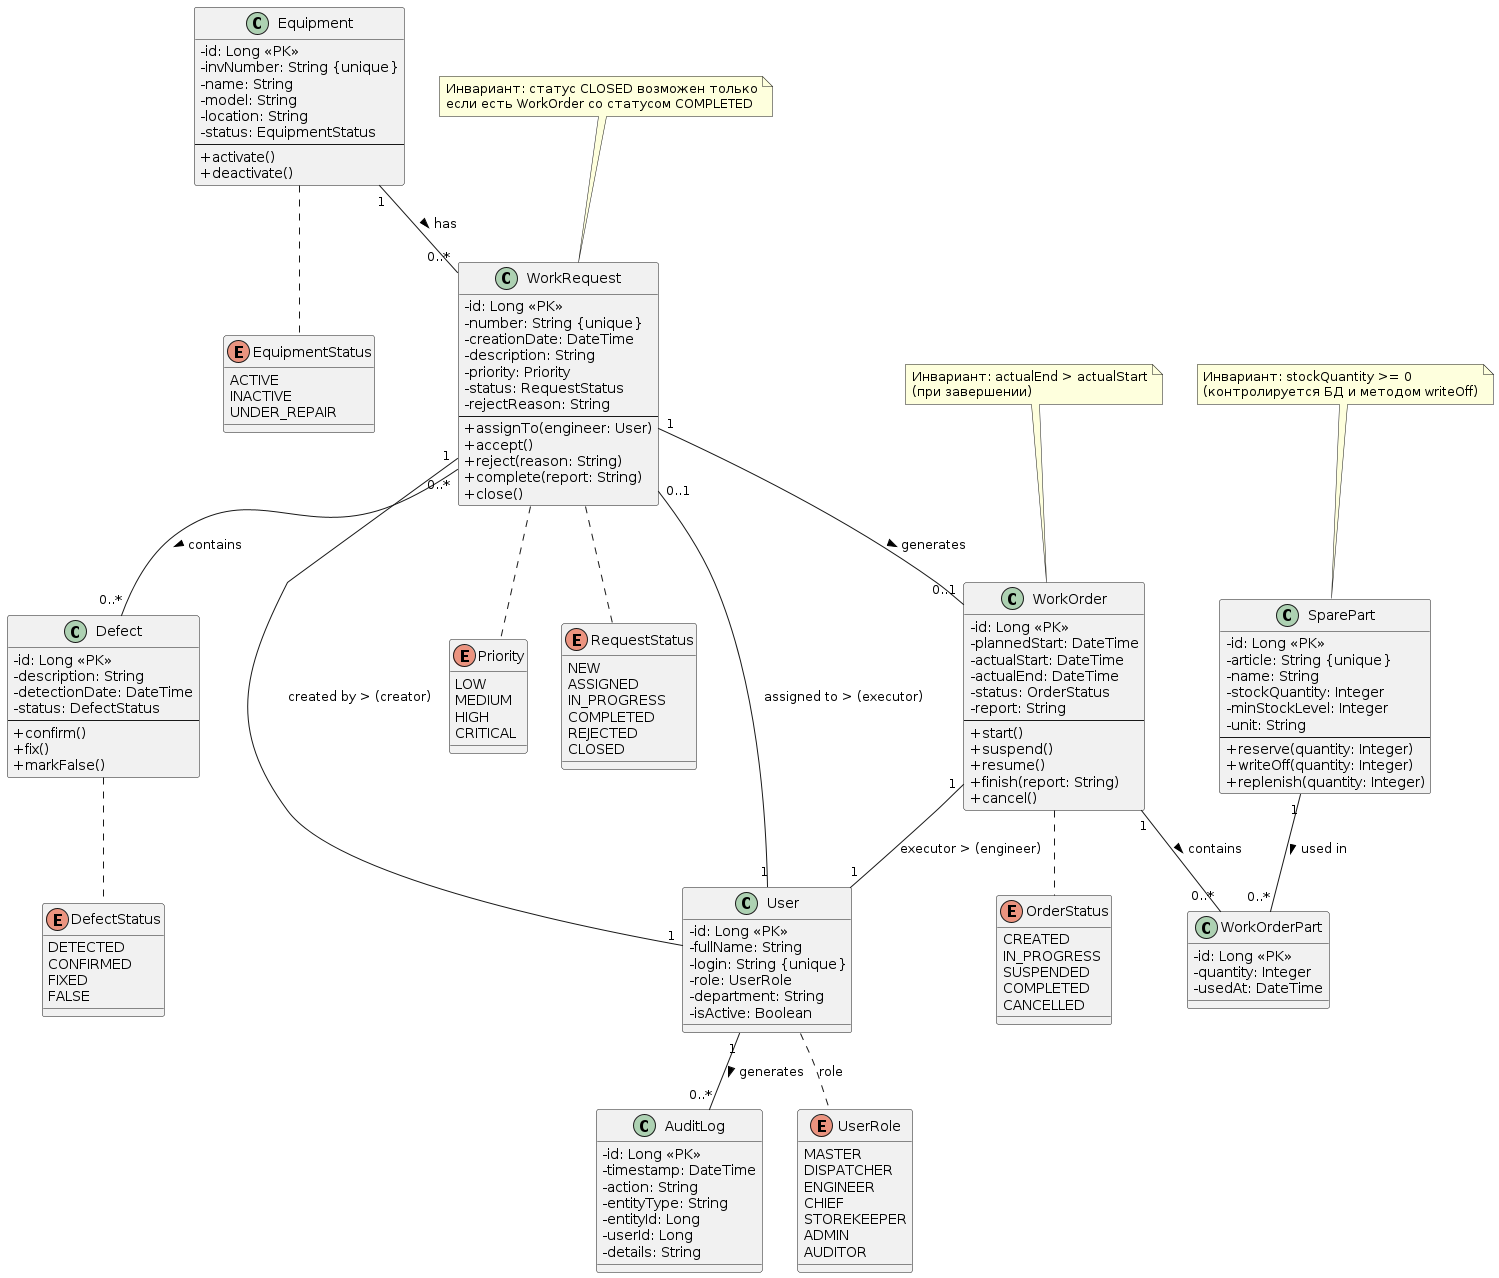 Equipment
-id: Long «PK»
-invNumber: String {unique}
-name: String
-model: String
-location: String
-status: EquipmentStatus
+activate()
+deactivate()
Инвариант: статус CLOSED возможен только
если есть WorkOrder со статусом COMPLETED
1
has
0..*
WorkRequest
-id: Long «PK»
-number: String {unique}
-creationDate: DateTime
-description: String
-priority: Priority
-status: RequestStatus
-rejectReason: String
+assignTo(engineer: User)
+accept()
+reject(reason: String)
+complete(report: String)
+close()
EquipmentStatus
ACTIVE
INACTIVE
UNDER_REPAIR
Инвариант: actualEnd > actualStart
(при завершении)
Инвариант: stockQuantity >= 0
(контролируется БД и методом writeOff)
1
1
0..*
0..1
contains
generates
0..*
0..1
Defect
-id: Long «PK»
-description: String
-detectionDate: DateTime
-status: DefectStatus
+confirm()
+fix()
+markFalse()
created by > (creator)
Priority
LOW
MEDIUM
HIGH
CRITICAL
RequestStatus
NEW
ASSIGNED
IN_PROGRESS
COMPLETED
REJECTED
CLOSED
assigned to > (executor)
WorkOrder
-id: Long «PK»
-plannedStart: DateTime
-actualStart: DateTime
-actualEnd: DateTime
-status: OrderStatus
-report: String
+start()
+suspend()
+resume()
+finish(report: String)
+cancel()
SparePart
-id: Long «PK»
-article: String {unique}
-name: String
-stockQuantity: Integer
-minStockLevel: Integer
-unit: String
+reserve(quantity: Integer)
+writeOff(quantity: Integer)
+replenish(quantity: Integer)
1
1
1
executor > (engineer)
contains
used in
1
1
0..*
0..*
1
DefectStatus
DETECTED
CONFIRMED
FIXED
FALSE
User
-id: Long «PK»
-fullName: String
-login: String {unique}
-role: UserRole
-department: String
-isActive: Boolean
OrderStatus
CREATED
IN_PROGRESS
SUSPENDED
COMPLETED
CANCELLED
WorkOrderPart
-id: Long «PK»
-quantity: Integer
-usedAt: DateTime
1
generates
role
0..*
AuditLog
-id: Long «PK»
-timestamp: DateTime
-action: String
-entityType: String
-entityId: Long
-userId: Long
-details: String
UserRole
MASTER
DISPATCHER
ENGINEER
CHIEF
STOREKEEPER
ADMIN
AUDITOR